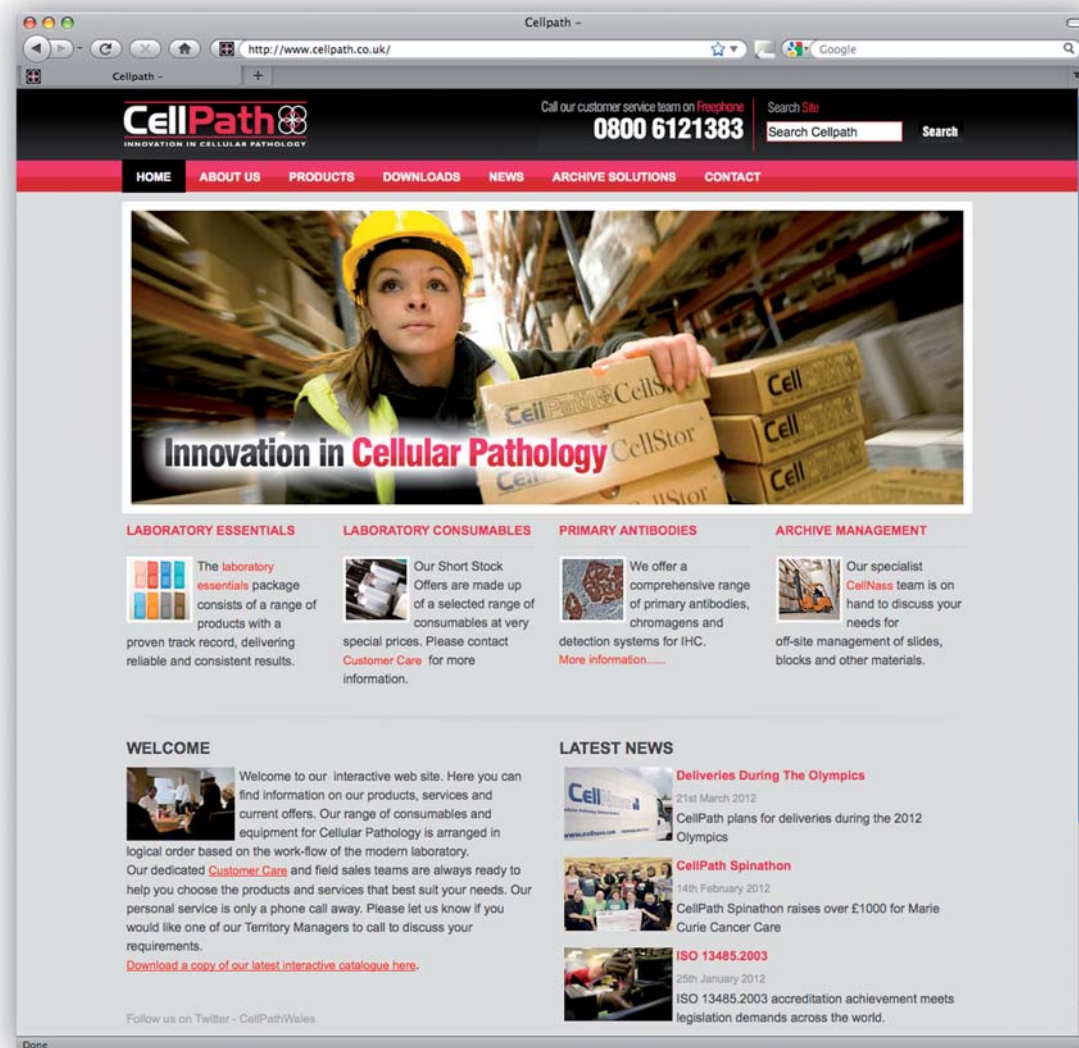 Cellpath –
http://www.cellpath.co.uk/
Google
Cellpath –
CellPath
INNOVATION IN CELLULAR PATHOLOGY
Call our customer service team on Freephone
0800 6121383
Search Site
Search Cellpath
Search
HOME ABOUT US PRODUCTS DOWNLOADS NEWS ARCHIVE SOLUTIONS CONTACT
CellPath CellStor
CellStor
Cell
Cell
Cell
Cell
Innovation in Cellular Pathology
LABORATORY ESSENTIALS
The laboratory
essentials package
consists of a range of
products with a
proven track record, delivering
reliable and consistent results.
LABORATORY CONSUMABLES
Our Short Stock
Offers are made up
of a selected range of
consumables at very
special prices. Please contact
Customer Care for more
information.
PRIMARY ANTIBODIES
We offer a
comprehensive range
of primary antibodies,
chromagens and
detection systems for IHC.
More information......
ARCHIVE MANAGEMENT
Our specialist
CellNass team is on
hand to discuss your
needs for
off-site management of slides,
blocks and other materials.
WELCOME
Welcome to our interactive web site. Here you can
find information on our products, services and
current offers. Our range of consumables and
equipment for Cellular Pathology is arranged in
logical order based on the work-flow of the modern laboratory.
Our dedicated Customer Care and field sales teams are always ready to
help you choose the products and services that best suit your needs. Our
personal service is only a phone call away. Please let us know if you
would like one of our Territory Managers to call to discuss your
requirements.
Download a copy of our latest interactive catalogue here.
Follow us on Twitter - CellPathWales
LATEST NEWS
CellNass
Deliveries During The Olympics
21st March 2012
CellPath plans for deliveries during the 2012
Olympics
CellPath Spinathon
14th February 2012
CellPath Spinathon raises over £1000 for Marie
Curie Cancer Care
ISO 13485.2003
25th January 2012
ISO 13485.2003 accreditation achievement meets
legislation demands across the world.
Done